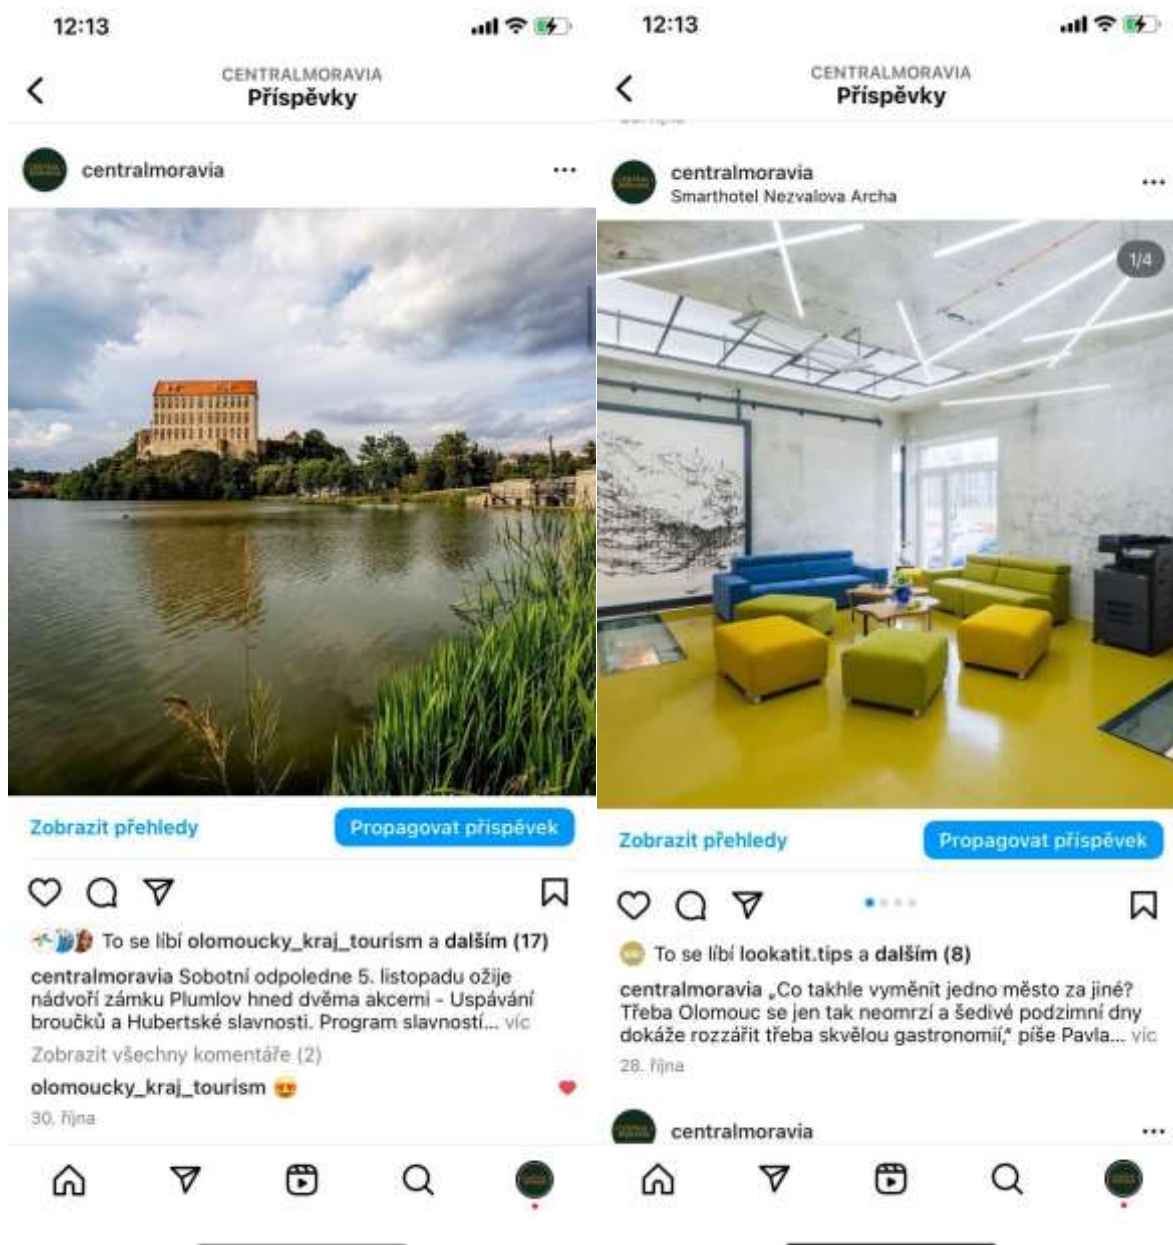 12:13
CENTRALMORAVIA
Příspěvky
centralmoravia
Zobrazit přehledy
Propagovat příspěvek
To se líbí olomoucky_kraj_tourism a dalším (17)
centralmoravia Sobotní odpoledne 5. listopadu ožije
nádvoří zámku Plumlov hned dvěma akcemi – Uspávání
broučků a Hubertské slavnosti. Program slavností... víc
Zobrazit všechny komentáře (2)
olomoucky_kraj_tourism 😍
30. října
12:13
CENTRALMORAVIA
Příspěvky
centralmoravia
Smarthotel Nezvalova Archa
1/4
Zobrazit přehledy
Propagovat příspěvek
To se líbí lookatit.tips a dalším (8)
centralmoravia „Co takhle vyměnit jedno město za jiné?
Třeba Olomouc se jen tak neomrzí a šedivé podzimní dny
dokáže rozzářit třeba skvělou gastronomií,“ píše Pavla... víc
28. října
centralmoravia